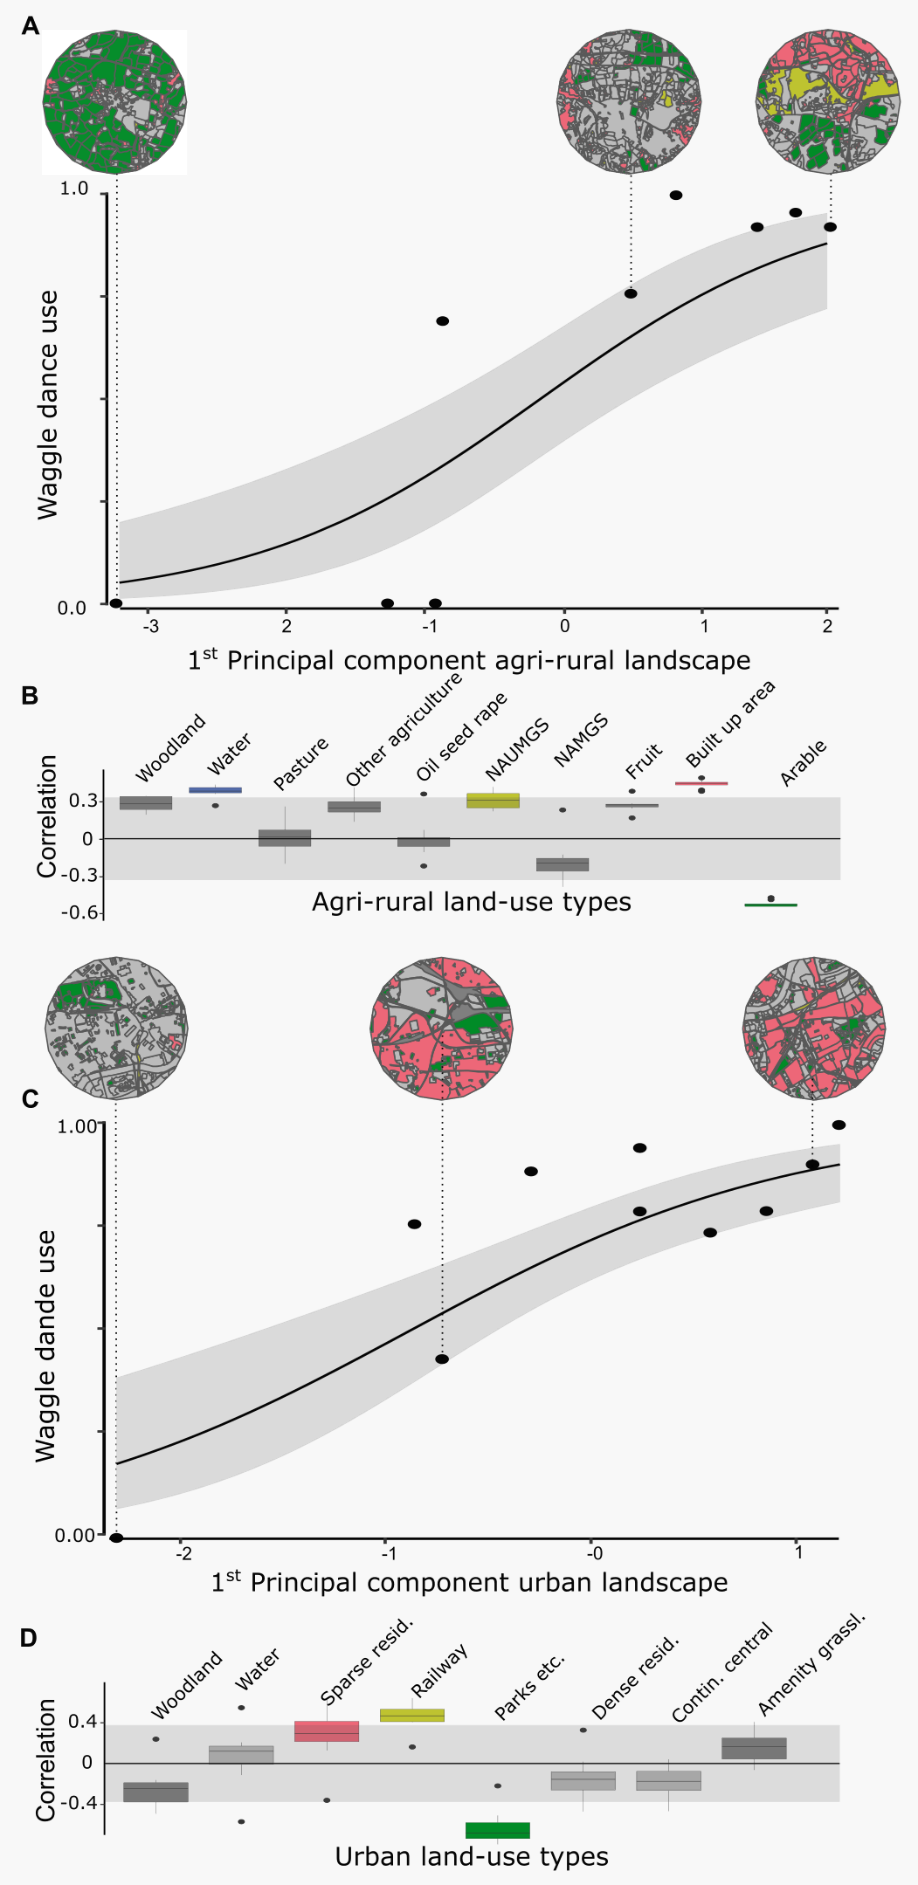 A
1.0
Waggle dance use
0.0
-3 2 -1 0 1 2
1st Principal component agri-rural landscape
B
Woodland
Water
Pasture
Other agriculture
Oil seed rape
NAUMGS
NAMGS
Fruit
Built up area
Arable
Correlation
0.3
0
-0.3
-0.6
Agri-rural land-use types
C
1.00
Waggle dande use
0.00
-2 -1 -0 1
1st Principal component urban landscape
D
Woodland
Water
Sparse resid.
Railway
Parks etc.
Dense resid.
Contin. central
Amenity grassl.
Correlation
0.4
0
-0.4
Urban land-use types